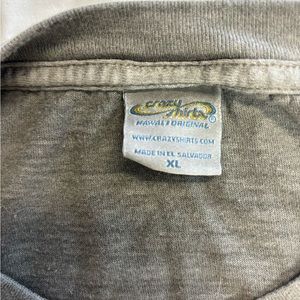 crazy
shirts®
HAWAII'S ORIGINAL
WWW.CRAZYSHIRTS.COM
MADE IN EL SALVADOR
XL